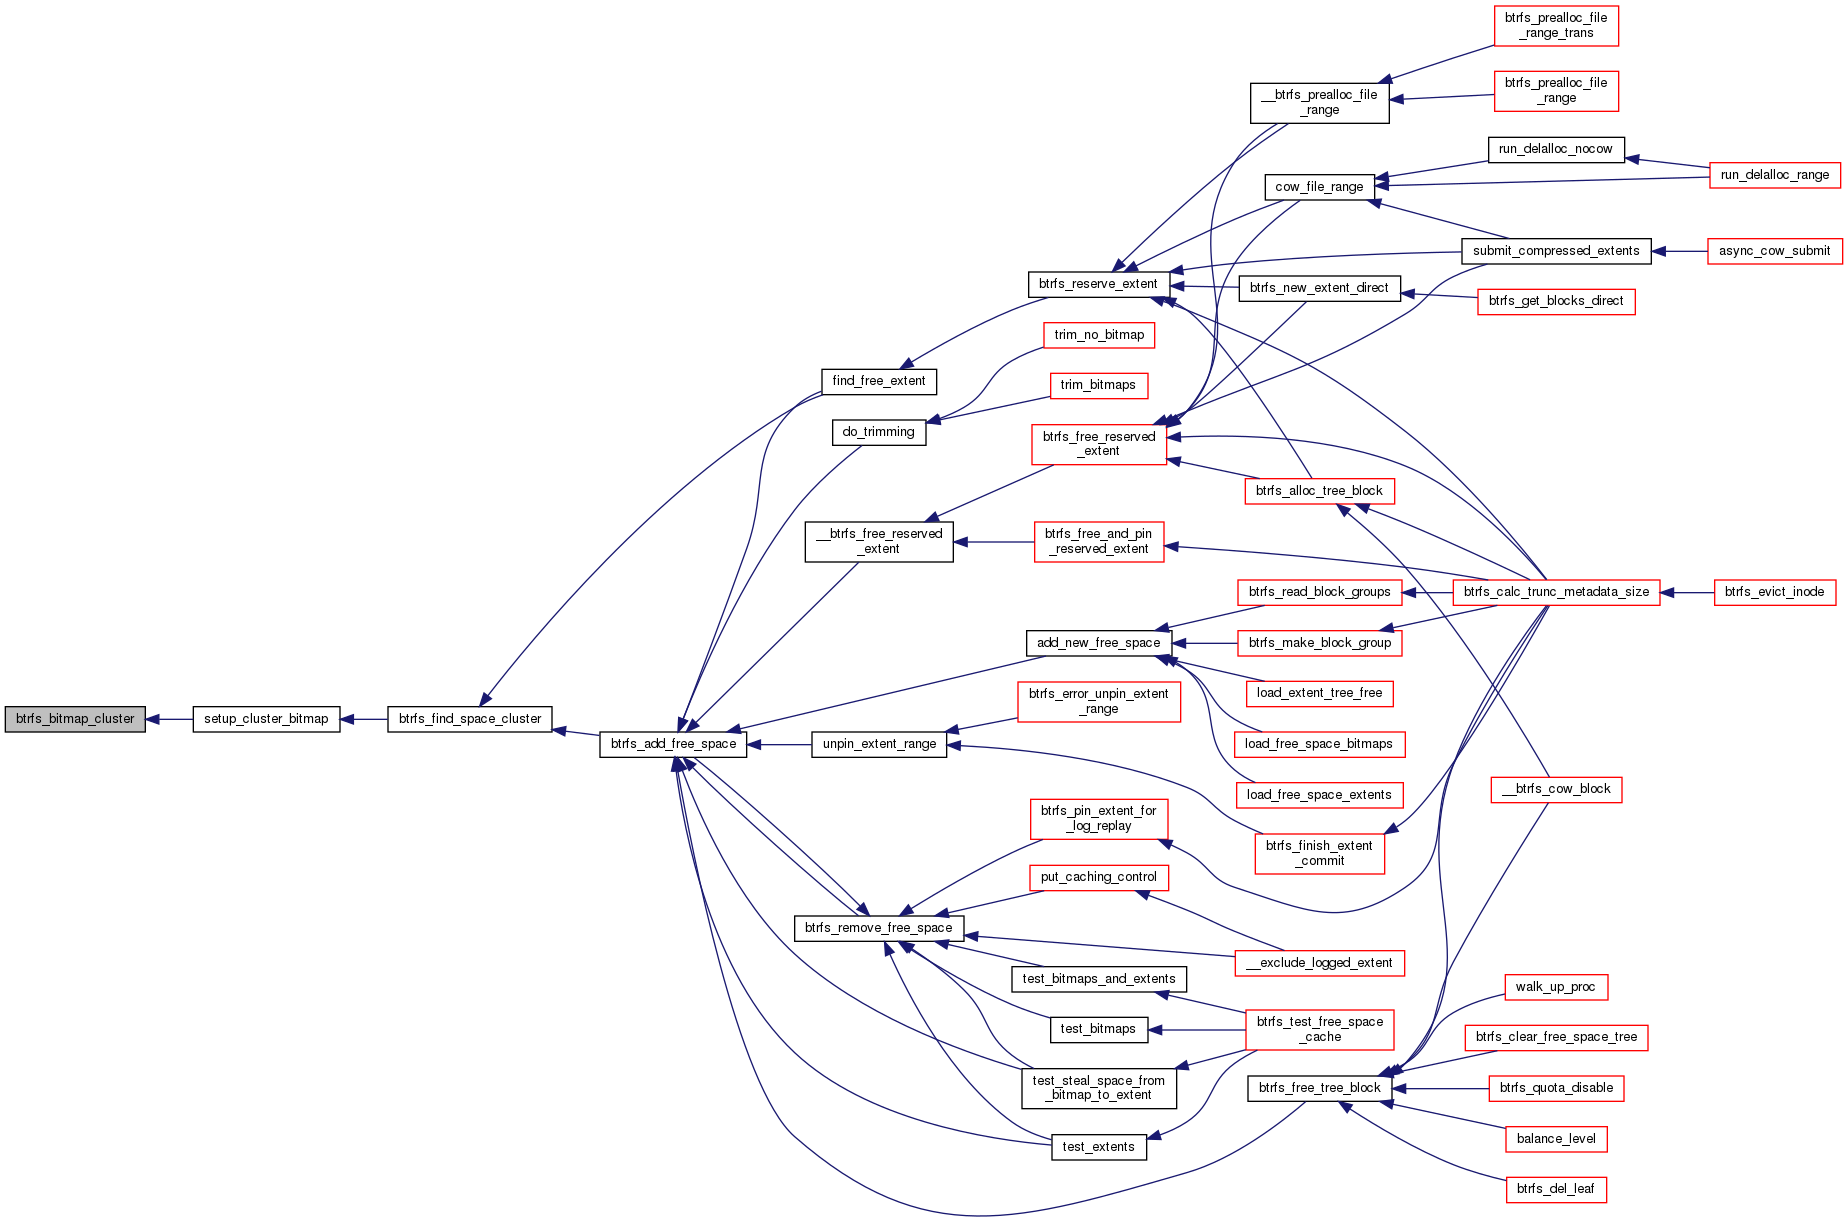 btrfs_prealloc_file
_range_trans
__btrfs_prealloc_file
_range
btrfs_prealloc_file
_range
run_delalloc_nocow
run_delalloc_range
cow_file_range
submit_compressed_extents
async_cow_submit
btrfs_reserve_extent
btrfs_new_extent_direct
btrfs_get_blocks_direct
trim_no_bitmap
find_free_extent
trim_bitmaps
do_trimming
btrfs_free_reserved
_extent
btrfs_alloc_tree_block
__btrfs_free_reserved
_extent
btrfs_free_and_pin
_reserved_extent
btrfs_read_block_groups
btrfs_calc_trunc_metadata_size
btrfs_evict_inode
add_new_free_space
btrfs_make_block_group
load_extent_tree_free
btrfs_error_unpin_extent
_range
btrfs_bitmap_cluster
setup_cluster_bitmap
btrfs_find_space_cluster
btrfs_add_free_space
unpin_extent_range
load_free_space_bitmaps
load_free_space_extents
__btrfs_cow_block
btrfs_pin_extent_for
_log_replay
btrfs_finish_extent
_commit
put_caching_control
btrfs_remove_free_space
__exclude_logged_extent
test_bitmaps_and_extents
walk_up_proc
test_bitmaps
btrfs_test_free_space
_cache
btrfs_clear_free_space_tree
test_steal_space_from
_bitmap_to_extent
btrfs_free_tree_block
btrfs_quota_disable
test_extents
balance_level
btrfs_del_leaf